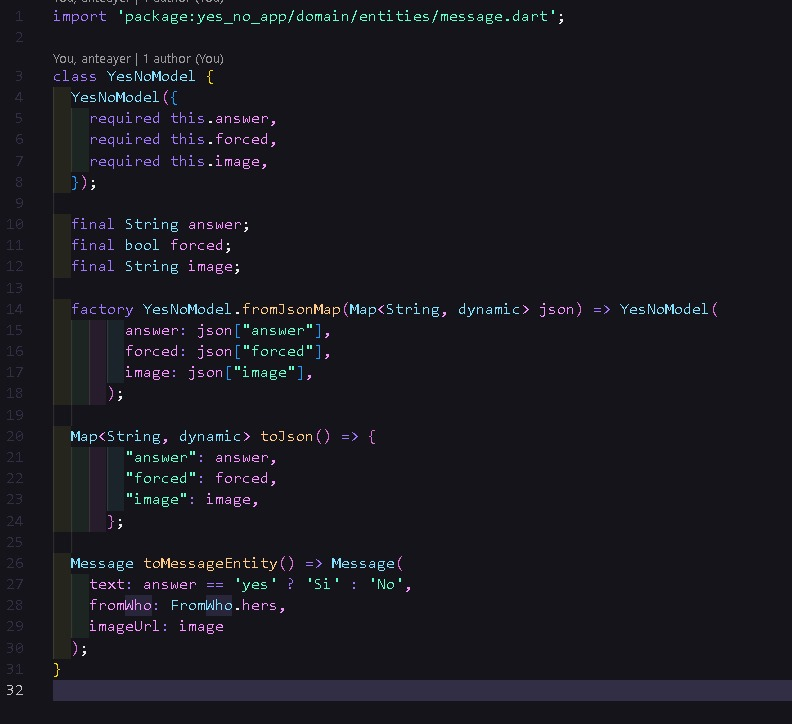 You, anteayer | 1 author (You)
1 import 'package:yes_no_app/domain/entities/message.dart';
2
You, anteayer | 1 author (You)
3 class YesNoModel {
4   YesNoModel({
5     required this.answer,
6     required this.forced,
7     required this.image,
8   });
9
10   final String answer;
11   final bool forced;
12   final String image;
13
14   factory YesNoModel.fromJsonMap(Map<String, dynamic> json) => YesNoModel(
15         answer: json["answer"],
16         forced: json["forced"],
17         image: json["image"],
18       );
19
20   Map<String, dynamic> toJson() => {
21         "answer": answer,
22         "forced": forced,
23         "image": image,
24       };
25
26   Message toMessageEntity() => Message(
27     text: answer == 'yes' ? 'Si' : 'No',
28     fromWho: FromWho.hers,
29     imageUrl: image
30   );
31 }
32